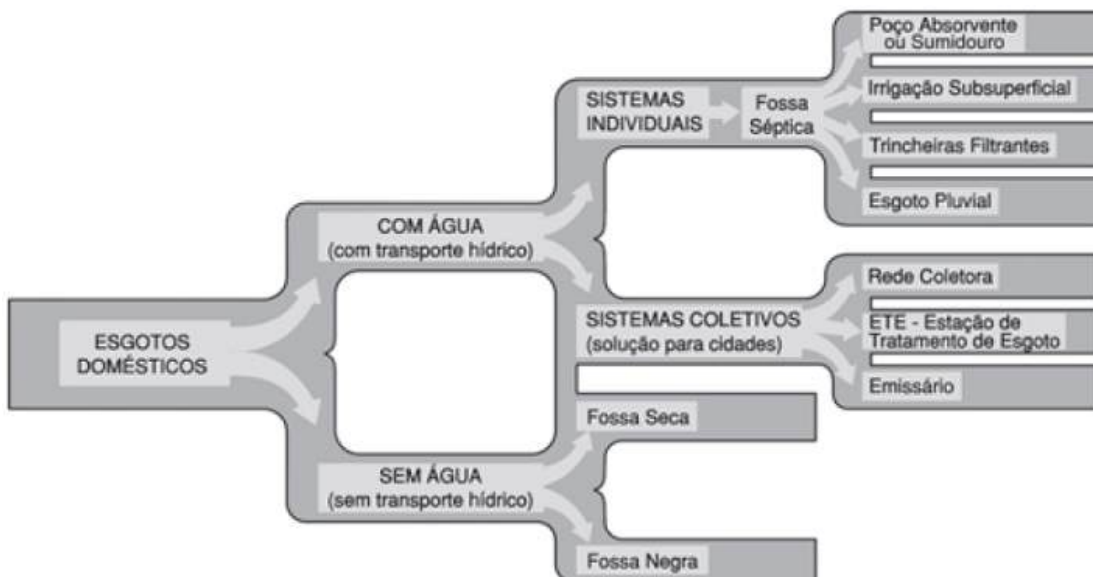 ESGOTOS
DOMÉSTICOS
COM ÁGUA
(com transporte hídrico)
SISTEMAS
INDIVIDUAIS
Fossa
Séptica
Poço Absorvente
ou Sumidouro
Irrigação Subsuperficial
Trincheiras Filtrantes
Esgoto Pluvial
SISTEMAS COLETIVOS
(solução para cidades)
Rede Coletora
ETE - Estação de
Tratamento de Esgoto
Emissário
SEM ÁGUA
(sem transporte hídrico)
Fossa Seca
Fossa Negra